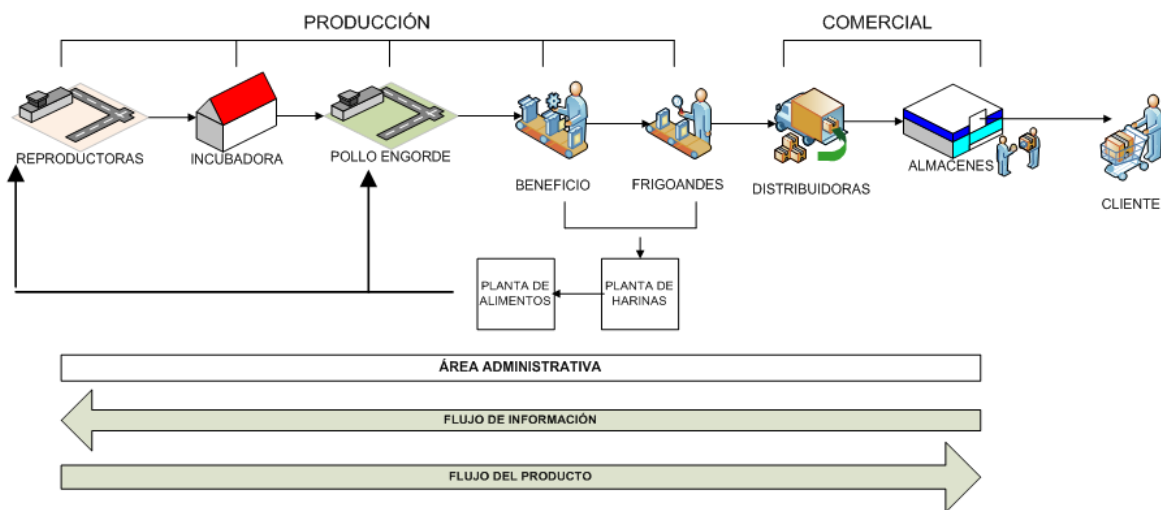 PRODUCCIÓN
COMERCIAL
REPRODUCTORAS
INCUBADORA
POLLO ENGORDE
BENEFICIO
FRIGOANDES
DISTRIBUIDORAS
ALMACENES
CLIENTE
PLANTA DE
ALIMENTOS
PLANTA DE
HARINAS
ÁREA ADMINISTRATIVA
FLUJO DE INFORMACIÓN
FLUJO DEL PRODUCTO